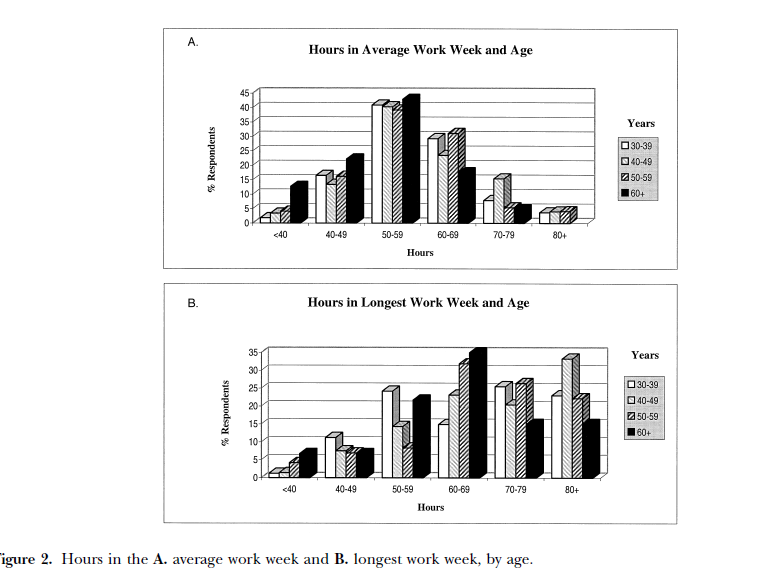 A.
Hours in Average Work Week and Age
% Respondents
45
40
35
30
25
20
15
10
5
0
<40 40-49 50-59 60-69 70-79 80+
Hours
Years
30-39
40-49
50-59
60+
B.
Hours in Longest Work Week and Age
% Respondents
35
30
25
20
15
10
5
0
<40 40-49 50-59 60-69 70-79 80+
Hours
Years
30-39
40-49
50-59
60+
igure 2. Hours in the A. average work week and B. longest work week, by age.